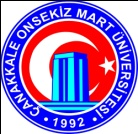 ÇANAKKALE ONSEKİZ MART ÜNİVERSİTESİ
• 1992 •